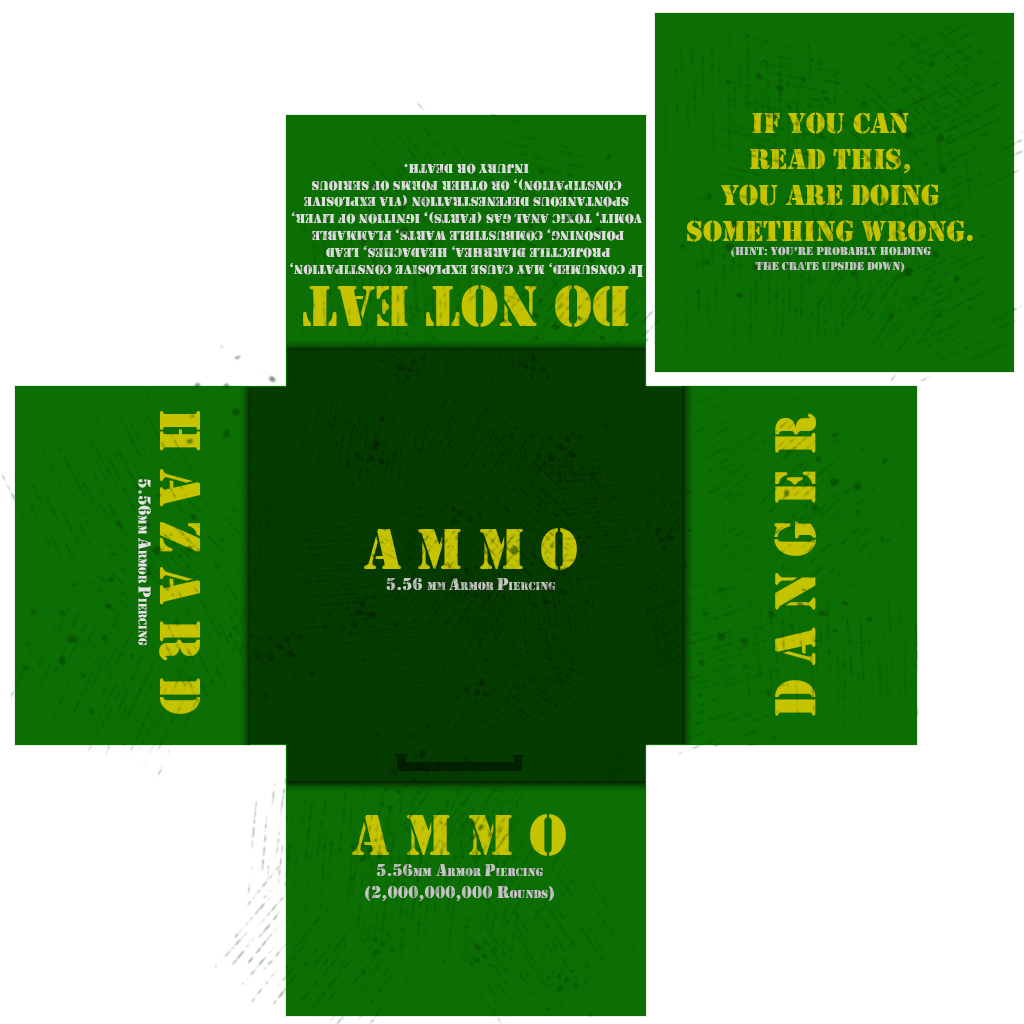 IF YOU CAN
READ THIS,
YOU ARE DOING
SOMETHING WRONG.
(HINT: YOU'RE PROBABLY HOLDING
THE CRATE UPSIDE DOWN)
DO NOT EAT
IF CONSUMED, MAY CAUSE EXPLOSIVE CONSTIPATION,
PROJECTILE DIARRHEA, HEADACHES, LEAD
POISONING, COMBUSTIBLE WARTS, FLAMMABLE
VOMIT, TOXIC ANAL GAS (FARTS), IGNITION OF LIVER,
SPONTANEOUS DEFENESTRATION (VIA EXPLOSIVE
CONSTIPATION), OR OTHER FORMS OF SERIOUS
INJURY OR DEATH.
HAZARD
5.56MM ARMOR PIERCING
AMMO
5.56 MM ARMOR PIERCING
DANGER
AMMO
5.56MM ARMOR PIERCING
(2,000,000,000 ROUNDS)